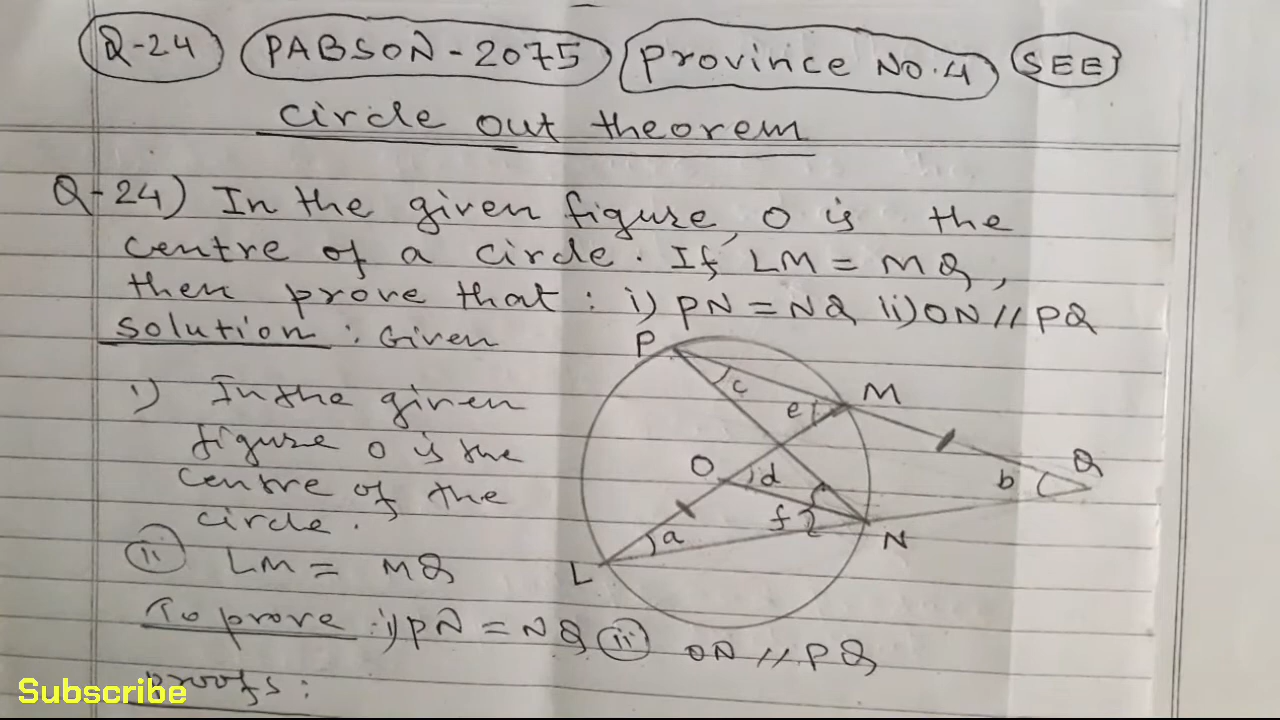 Q-24 PABSON-2075 Province No.4 SEE
circle out theorem
Q-24) In the given figure, O is the
centre of a circle. If LM = MQ,
then prove that: i) PN = NQ ii) ON // PQ
Solution: Given
i) In the given
figure O is the
centre of the
circle.
ii LM = MQ
To prove: i) PN = NQ ii ON // PQ
Proofs:
P
c
e
M
O
d
b
Q
f
a
L
N
Subscribe